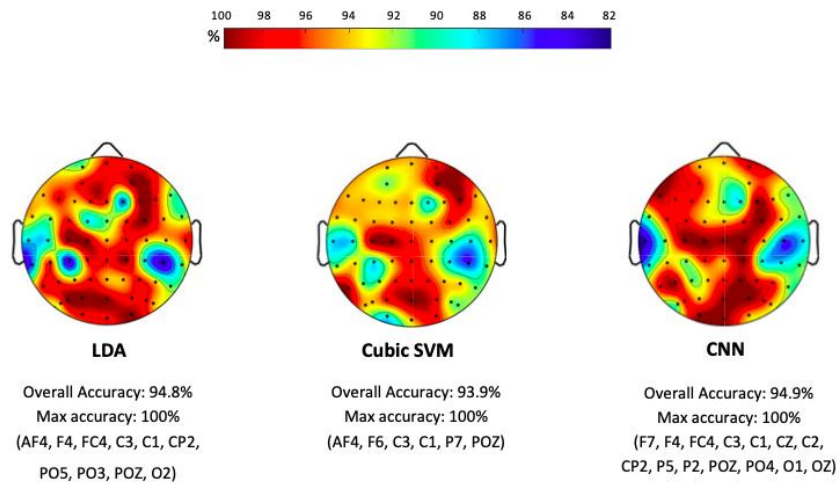 100 98 96 94 92 90 88 86 84 82
%
LDA
Overall Accuracy: 94.8%
Max accuracy: 100%
(AF4, F4, FC4, C3, C1, CP2,
PO5, PO3, POZ, O2)
Cubic SVM
Overall Accuracy: 93.9%
Max accuracy: 100%
(AF4, F6, C3, C1, P7, POZ)
CNN
Overall Accuracy: 94.9%
Max accuracy: 100%
(F7, F4, FC4, C3, C1, CZ, C2,
CP2, P5, P2, POZ, PO4, O1, OZ)